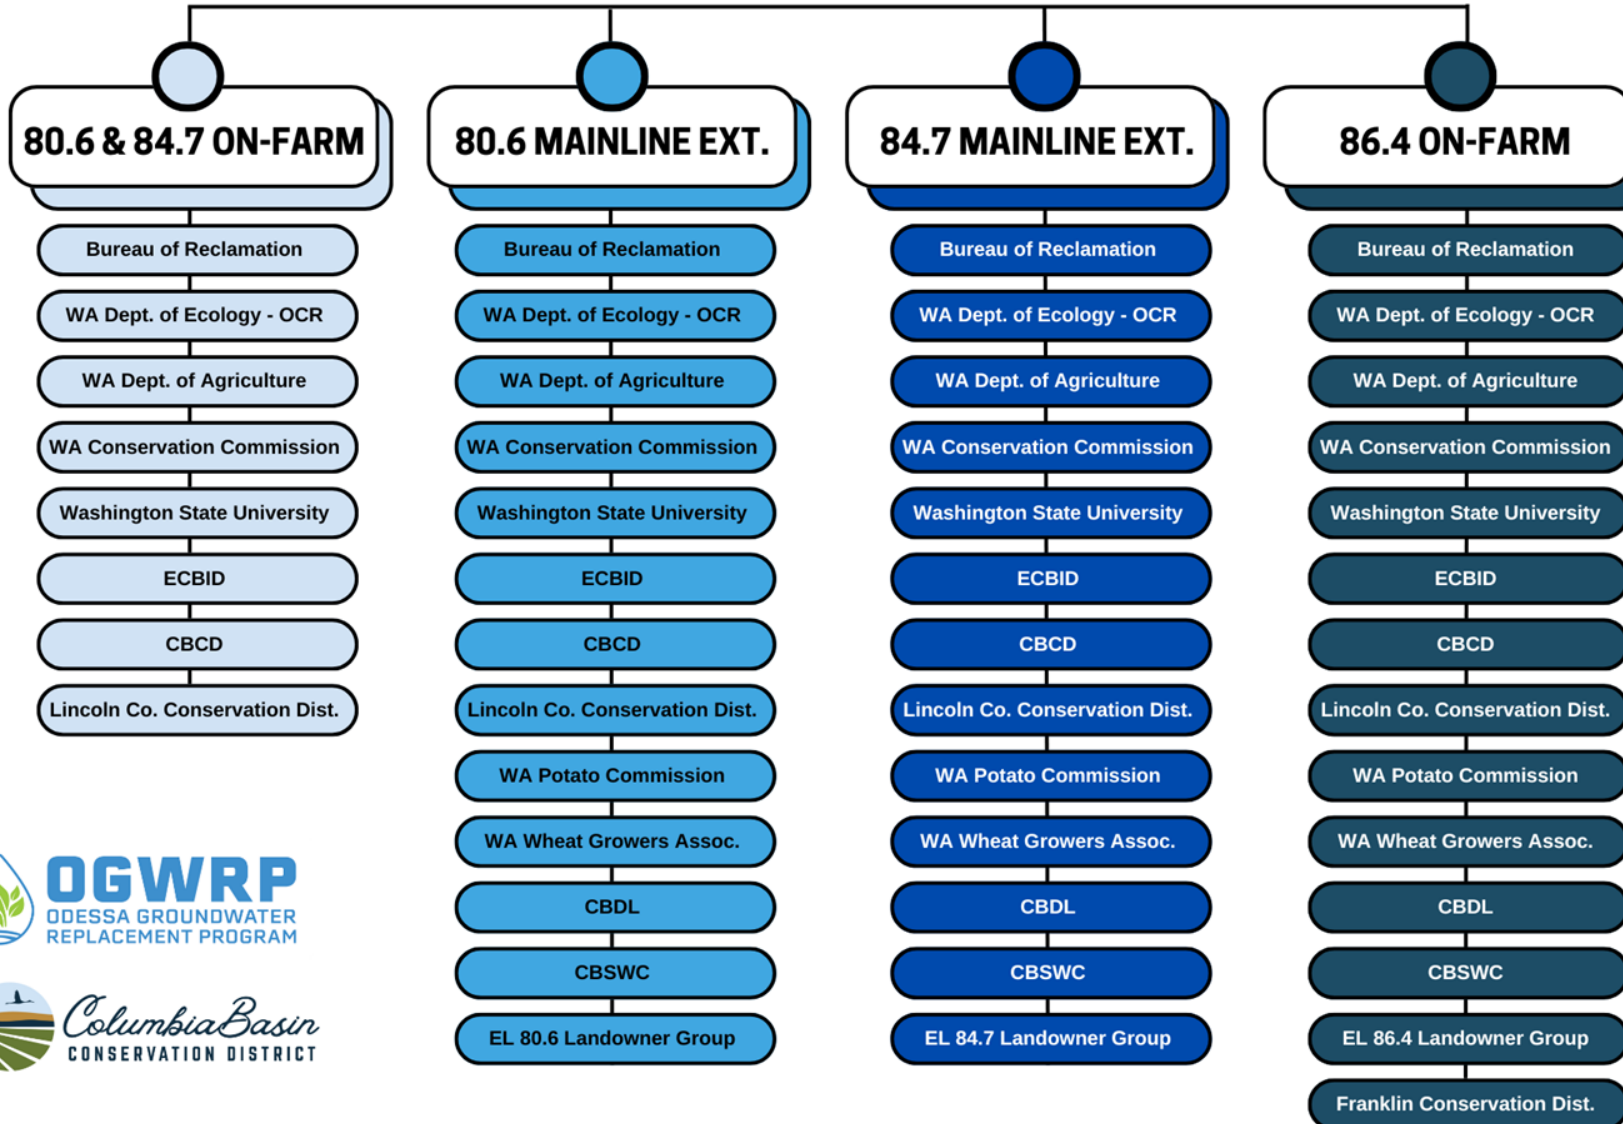 80.6 & 84.7 ON-FARM
Bureau of Reclamation
WA Dept. of Ecology - OCR
WA Dept. of Agriculture
WA Conservation Commission
Washington State University
ECBID
CBCD
Lincoln Co. Conservation Dist.
80.6 MAINLINE EXT.
Bureau of Reclamation
WA Dept. of Ecology - OCR
WA Dept. of Agriculture
WA Conservation Commission
Washington State University
ECBID
CBCD
Lincoln Co. Conservation Dist.
WA Potato Commission
WA Wheat Growers Assoc.
CBDL
CBSWC
EL 80.6 Landowner Group
84.7 MAINLINE EXT.
Bureau of Reclamation
WA Dept. of Ecology - OCR
WA Dept. of Agriculture
WA Conservation Commission
Washington State University
ECBID
CBCD
Lincoln Co. Conservation Dist.
WA Potato Commission
WA Wheat Growers Assoc.
CBDL
CBSWC
EL 84.7 Landowner Group
86.4 ON-FARM
Bureau of Reclamation
WA Dept. of Ecology - OCR
WA Dept. of Agriculture
WA Conservation Commission
Washington State University
ECBID
CBCD
Lincoln Co. Conservation Dist.
WA Potato Commission
WA Wheat Growers Assoc.
CBDL
CBSWC
EL 86.4 Landowner Group
Franklin Conservation Dist.
OGWRP
ODESSA GROUNDWATER
REPLACEMENT PROGRAM
Columbia Basin
CONSERVATION DISTRICT